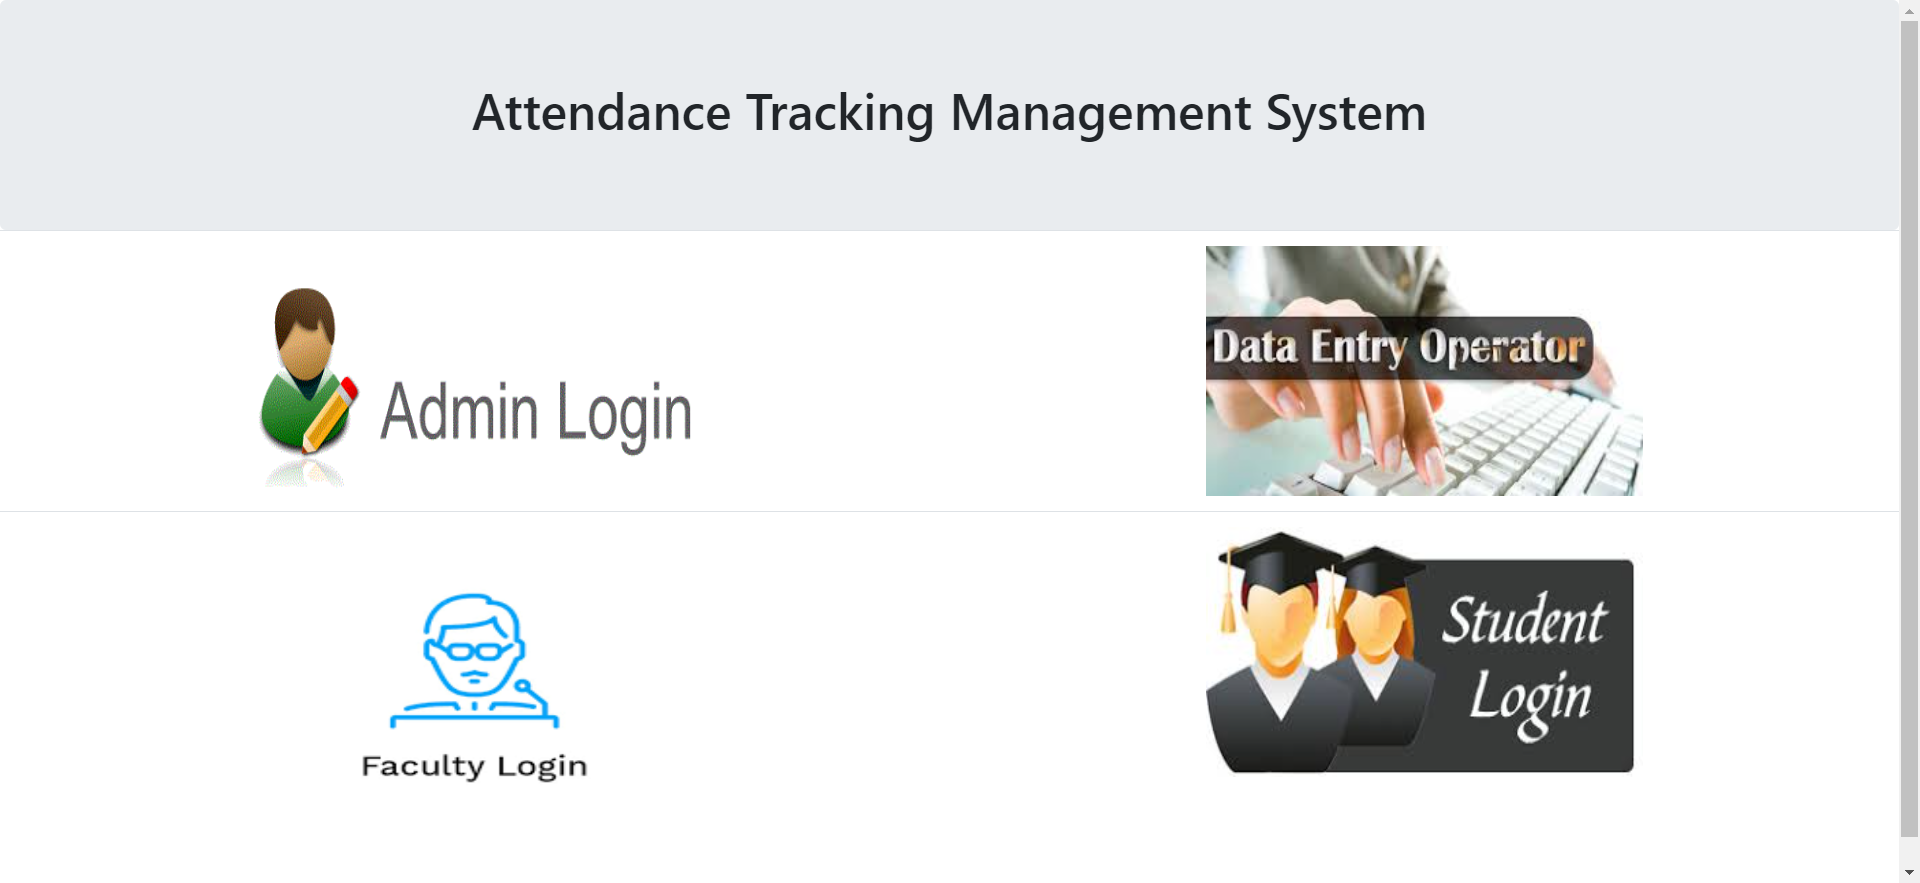 Attendance Tracking Management System
Admin Login
Data Entry Operator
Faculty Login
Student
Login